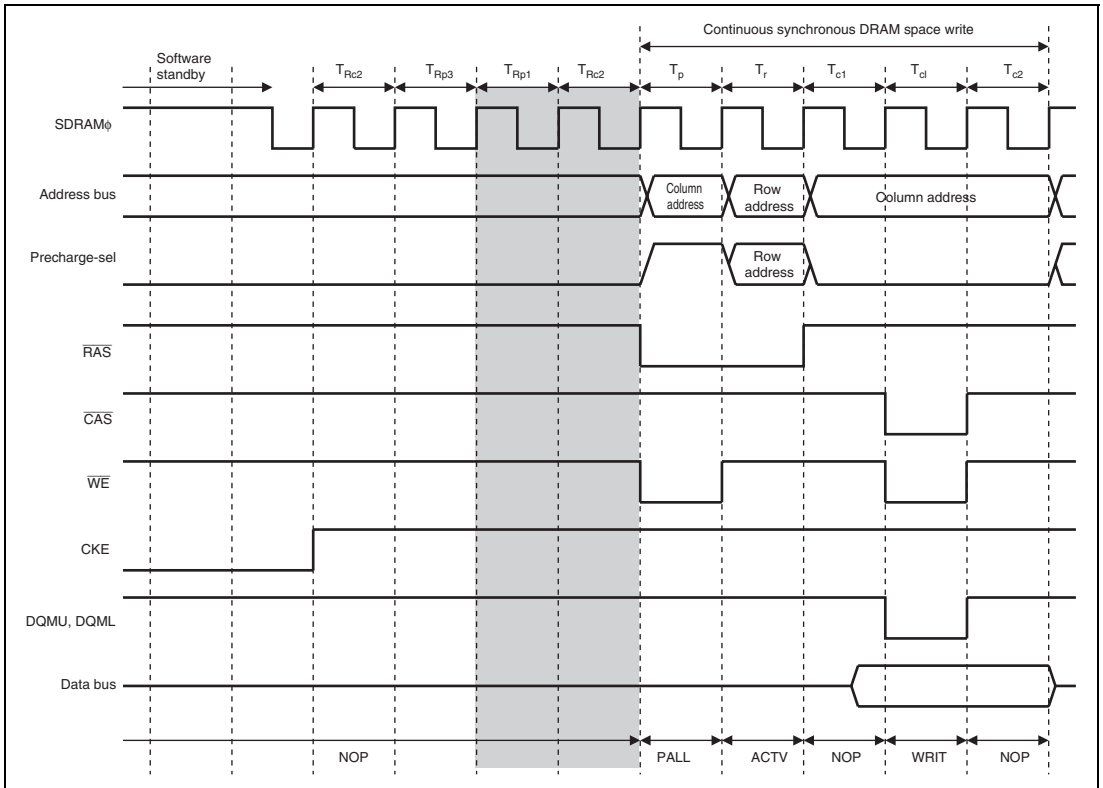 Continuous synchronous DRAM space write
Software
standby
TRc2 TRp3 TRp1 TRc2 Tp Tr Tc1 Tcl Tc2
SDRAMϕ
Address bus
Column
address
Row
address
Column address
Precharge-sel
Row
address
RAS
CAS
WE
CKE
DQMU, DQML
Data bus
NOP PALL ACTV NOP WRIT NOP